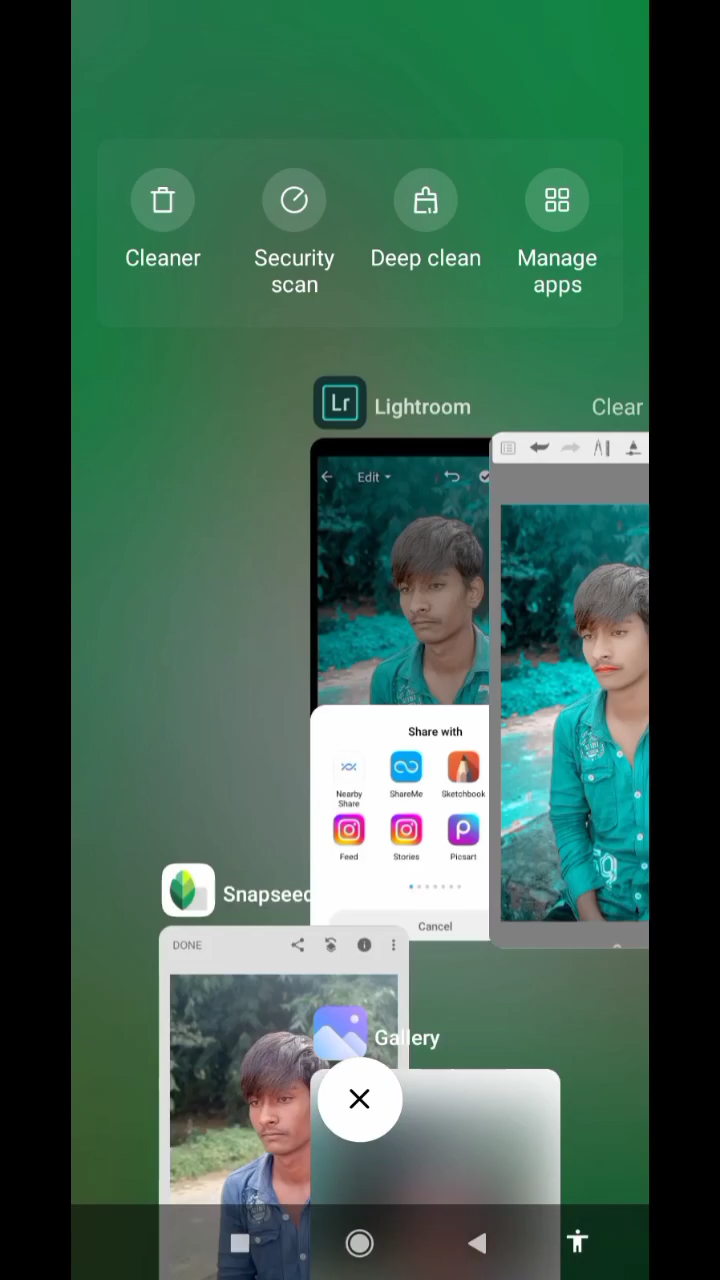 Cleaner
Security
scan
Deep clean
Manage
apps
Lr
Lightroom
Clear
Edit
Share with
Nearby
Share
ShareMe
Sketchbook
Feed
Stories
Picsart
Cancel
Snapseed
DONE
Gallery